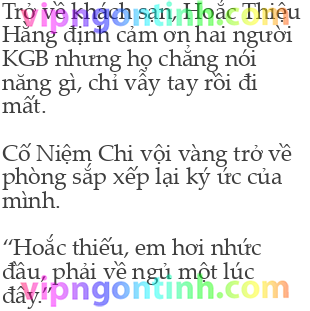 Trở về khách sạn, Hoắc Thiệu
Hằng định cảm ơn hai người
KGB nhưng họ chẳng nói
năng gì, chỉ vẫy tay rồi đi
mất.
Cố Niệm Chi vội vàng trở về
phòng sắp xếp lại ký ức của
mình.
“Hoắc thiếu, em hơi nhức
đầu, phải về ngủ một lúc
đây.”
vipngontinh.com
vipngontinh.com